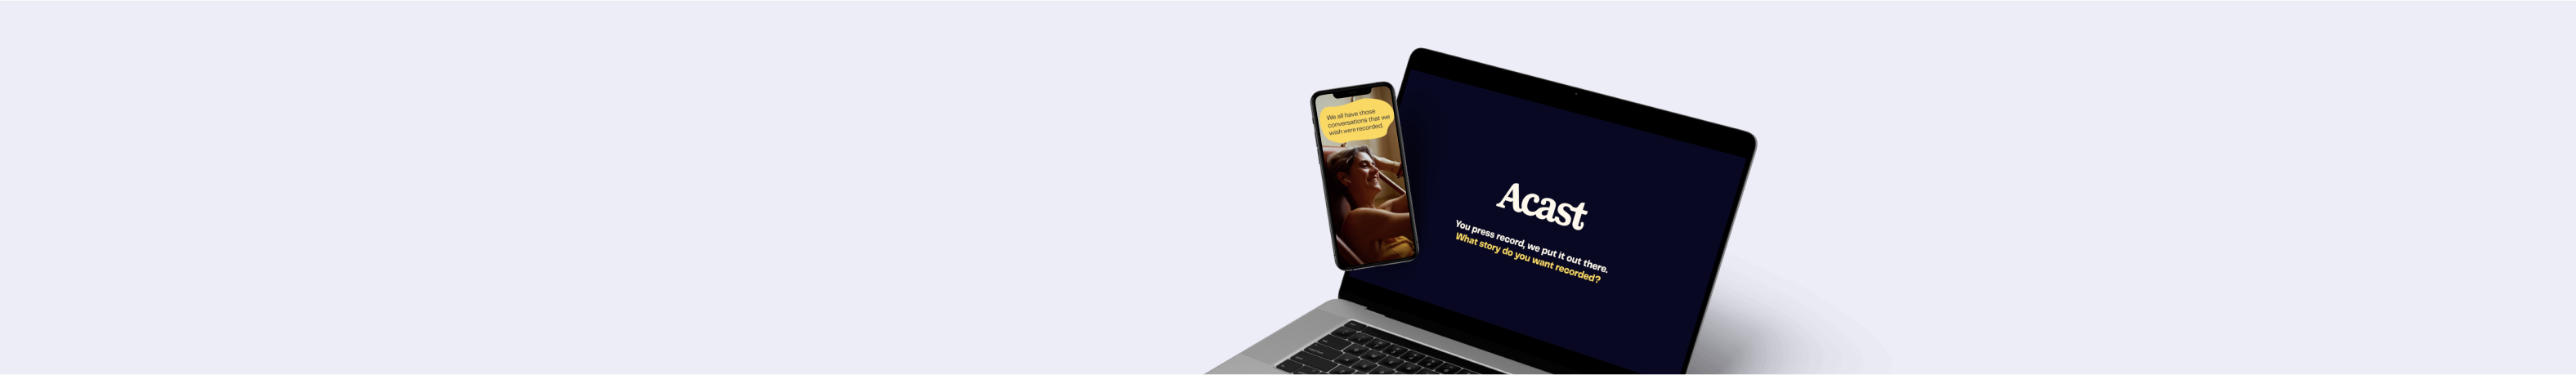 We all have those
conversations that we
wish were recorded.
Acast
You press record, we put it out there.
What story do you want recorded?